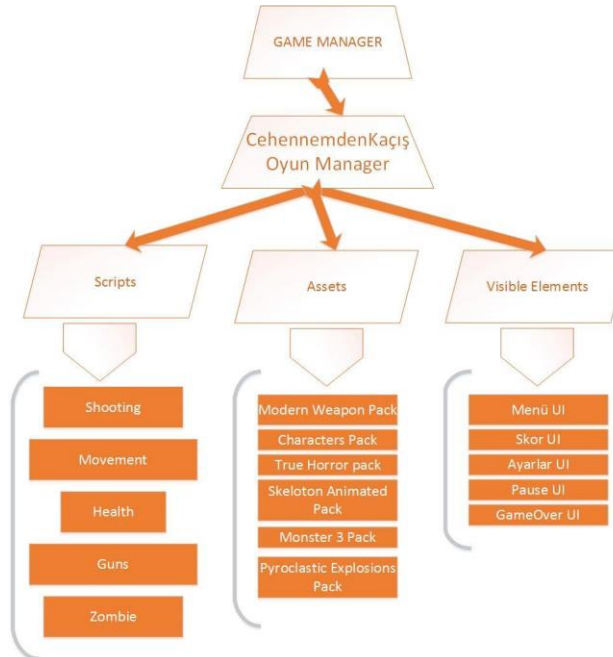 GAME MANAGER
CehennemdenKaçış
Oyun Manager
Scripts
Assets
Visible Elements
Shooting
Movement
Health
Guns
Zombie
Modern Weapon Pack
Characters Pack
True Horror pack
Skeloton Animated
Pack
Monster 3 Pack
Pyroclastic Explosions
Pack
Menü UI
Skor UI
Ayarlar UI
Pause UI
GameOver UI